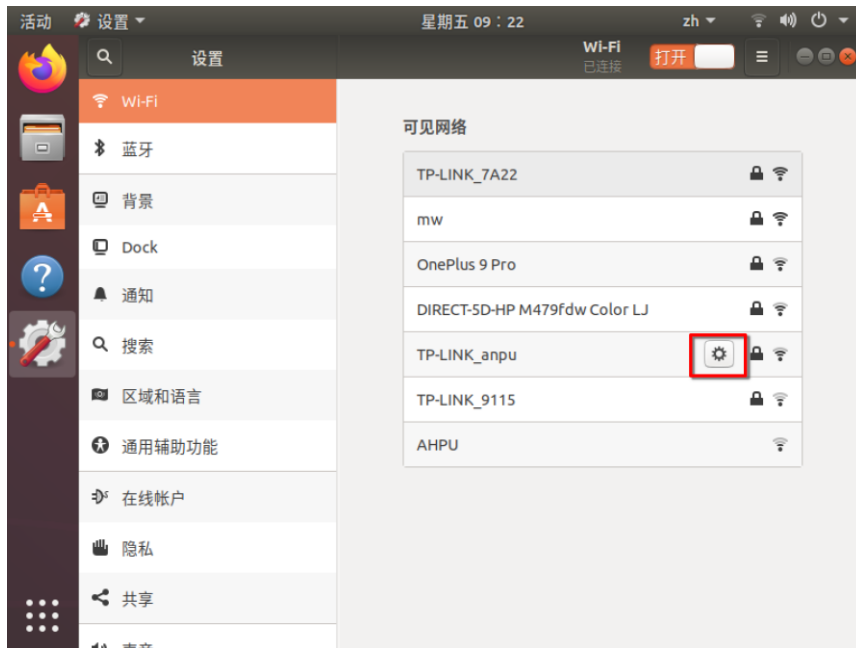 活动 设置 星期五 09：22 zh
设置 Wi-Fi 打开
已连接
Wi-Fi
蓝牙
背景
Dock
通知
搜索
区域和语言
通用辅助功能
在线帐户
隐私
共享
可见网络
TP-LINK_7A22
mw
OnePlus 9 Pro
DIRECT-5D-HP M479fdw Color LJ
TP-LINK_anpu
TP-LINK_9115
AHPU